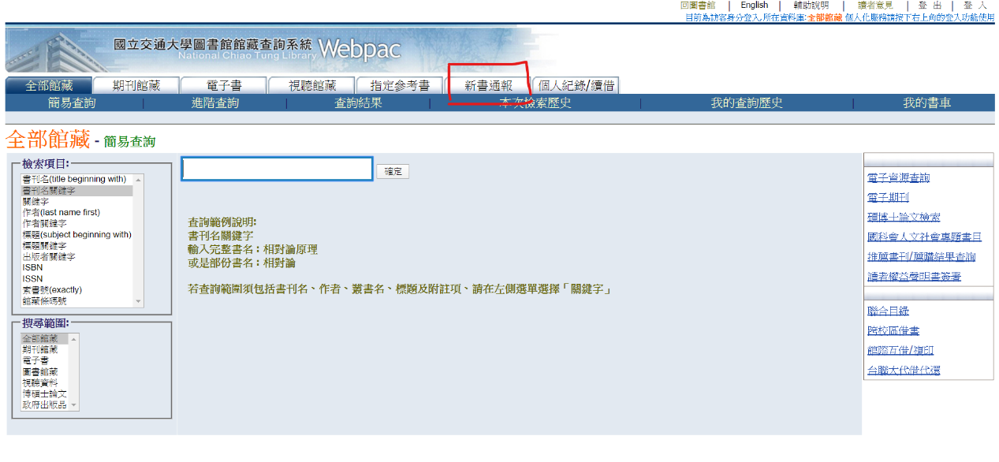 回圖書館 | English | 輔助說明 | 讀者意見 | 登 出 | 登 入
目前為訪客身分登入,所在資料庫:全部館藏 個人化服務請按下右上角的登入功能使用
國立交通大學圖書館館藏查詢系統 Webpac
National Chiao Tung Library
全部館藏 期刊館藏 電子書 視聽館藏 指定參考書 新書通報 個人紀錄/續借
簡易查詢 | 進階查詢 | 查詢結果 | 本次檢索歷史 | 我的查詢歷史 | 我的書車
全部館藏 - 簡易查詢
檢索項目:
書刊名(title beginning with)
書刊名關鍵字
關鍵字
作者(last name first)
作者關鍵字
標題(subject beginning with)
標題關鍵字
出版者關鍵字
ISBN
ISSN
索書號(exactly)
館藏條碼號
搜尋範圍:
全部館藏
期刊館藏
電子書
圖書館藏
視聽資料
博碩士論文
政府出版品
確定
查詢範例說明:
書刊名關鍵字
輸入完整書名:相對論原理
或是部份書名:相對論
若查詢範圍須包括書刊名、作者、叢書名、標題及附註項、請在左側選單選擇「關鍵字」
電子資源查詢
電子期刊
碩博士論文檢索
國科會人文社會專題書目
推薦書刊/薦購結果查詢
讀者權益聲明書簽署
聯合目錄
跨校區借書
館際互借/複印
台聯大代借代還